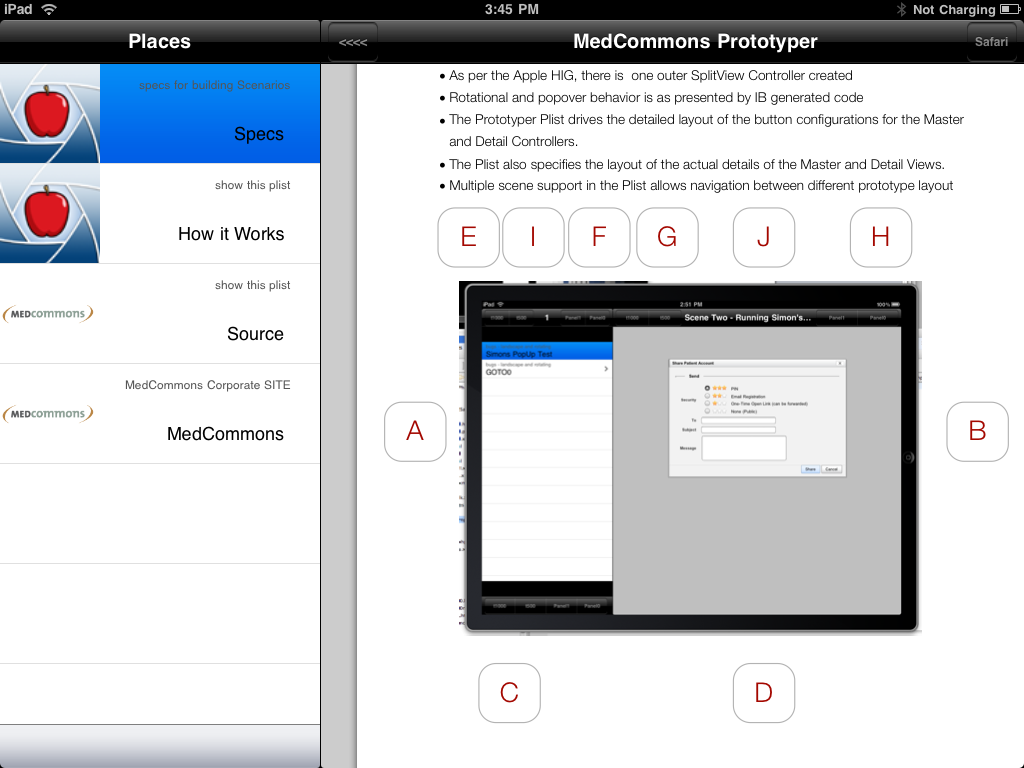 iPad
3:45 PM
Not Charging
Places
<<<<
MedCommons Prototyper
Safari
specs for building Scenarios
Specs
show this plist
How it Works
show this plist
Source
MEDcommons
MedCommons Corporate SITE
MEDcommons
MedCommons
• As per the Apple HIG, there is one outer SplitView Controller created
• Rotational and popover behavior is as presented by IB generated code
• The Prototyper Plist drives the detailed layout of the button configurations for the Master
and Detail Controllers.
• The Plist also specifies the layout of the actual details of the Master and Detail Views.
• Multiple scene support in the Plist allows navigation between different prototype layout
E I F G J H
iPad
2:51 PM
100%
1 Panel1 Panel0
Scene Two - Running Simon's...
Panel1 Panel0
Simons PopUp Test
bugs - landscape and rotating
GOTO0
Share Patient Account
Send
Security
PIN
Email Registration
One Time Open Link (can be forwarded)
None (Public)
To
Subject
Message
Share Cancel
Panel1 Panel0
A
B
C
D